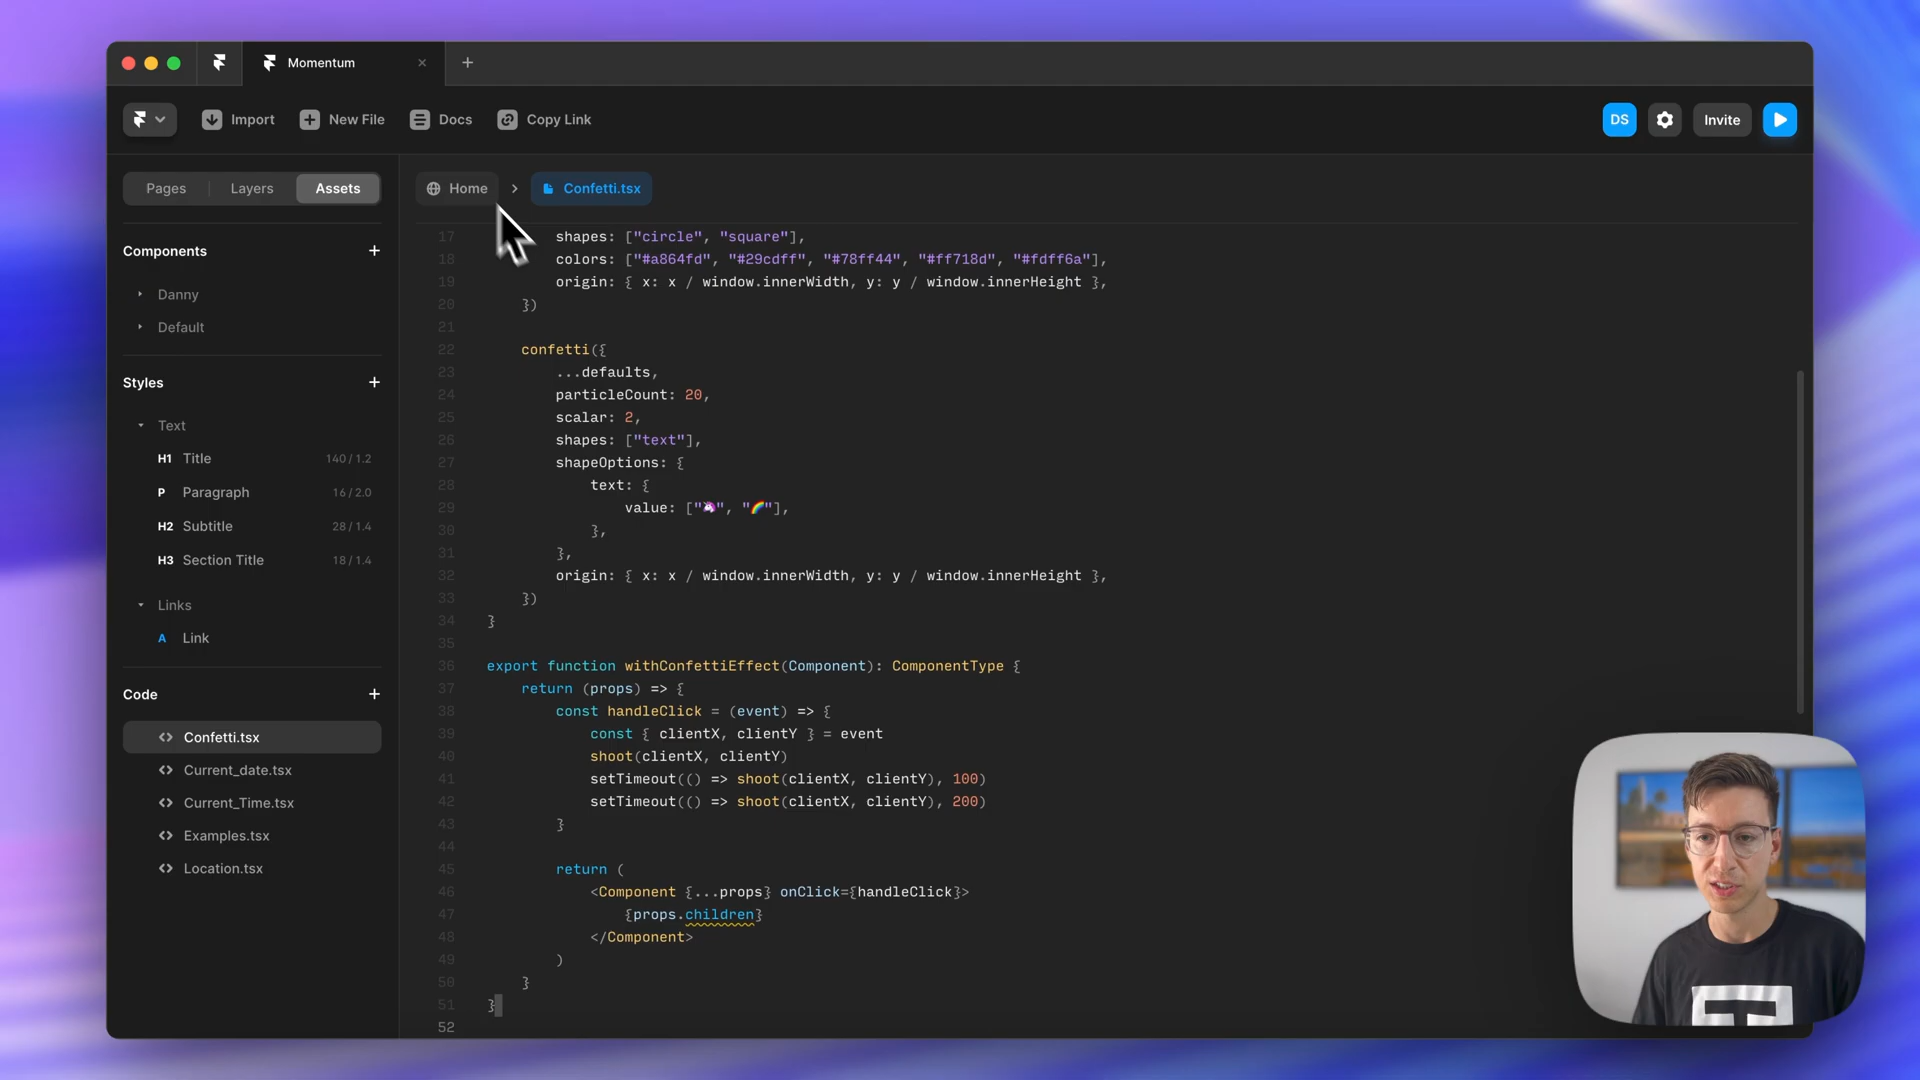 Momentum
Import
New File
Docs
Copy Link
DS
Invite
Pages
Layers
Assets
Home
Confetti.tsx
Components
Danny
Default
Styles
Text
H1 Title 140 / 1.2
P Paragraph 16 / 2.0
H2 Subtitle 28 / 1.4
H3 Section Title 18 / 1.4
Links
A Link
Code
Confetti.tsx
Current_date.tsx
Current_Time.tsx
Examples.tsx
Location.tsx
17 shapes: ["circle", "square"],
18 colors: ["#a864fd", "#29cdff", "#78ff44", "#ff718d", "#fdff6a"],
19 origin: { x: x / window.innerWidth, y: y / window.innerHeight },
20 })
21
22 confetti({
23 ...defaults,
24 particleCount: 20,
25 scalar: 2,
26 shapes: ["text"],
27 shapeOptions: {
28 text: {
29 value: ["🦄", "🌈"],
30 },
31 },
32 origin: { x: x / window.innerWidth, y: y / window.innerHeight },
33 })
34 }
35
36 export function withConfettiEffect(Component): ComponentType {
37 return (props) => {
38 const handleClick = (event) => {
39 const { clientX, clientY } = event
40 shoot(clientX, clientY)
41 setTimeout(() => shoot(clientX, clientY), 100)
42 setTimeout(() => shoot(clientX, clientY), 200)
43 }
44
45 return (
46 <Component {...props} onClick={handleClick}>
47 {props.children}
48 </Component>
49 )
50 }
51 }
52